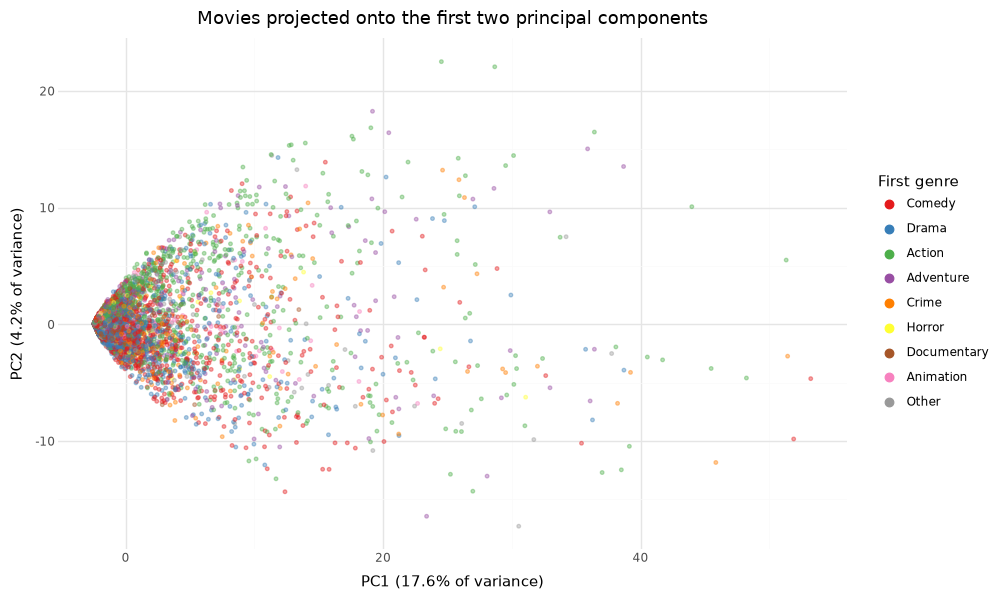 Movies projected onto the first two principal components
PC2 (4.2% of variance)
20
10
0
-10
0
20
40
PC1 (17.6% of variance)
First genre
Comedy
Drama
Action
Adventure
Crime
Horror
Documentary
Animation
Other